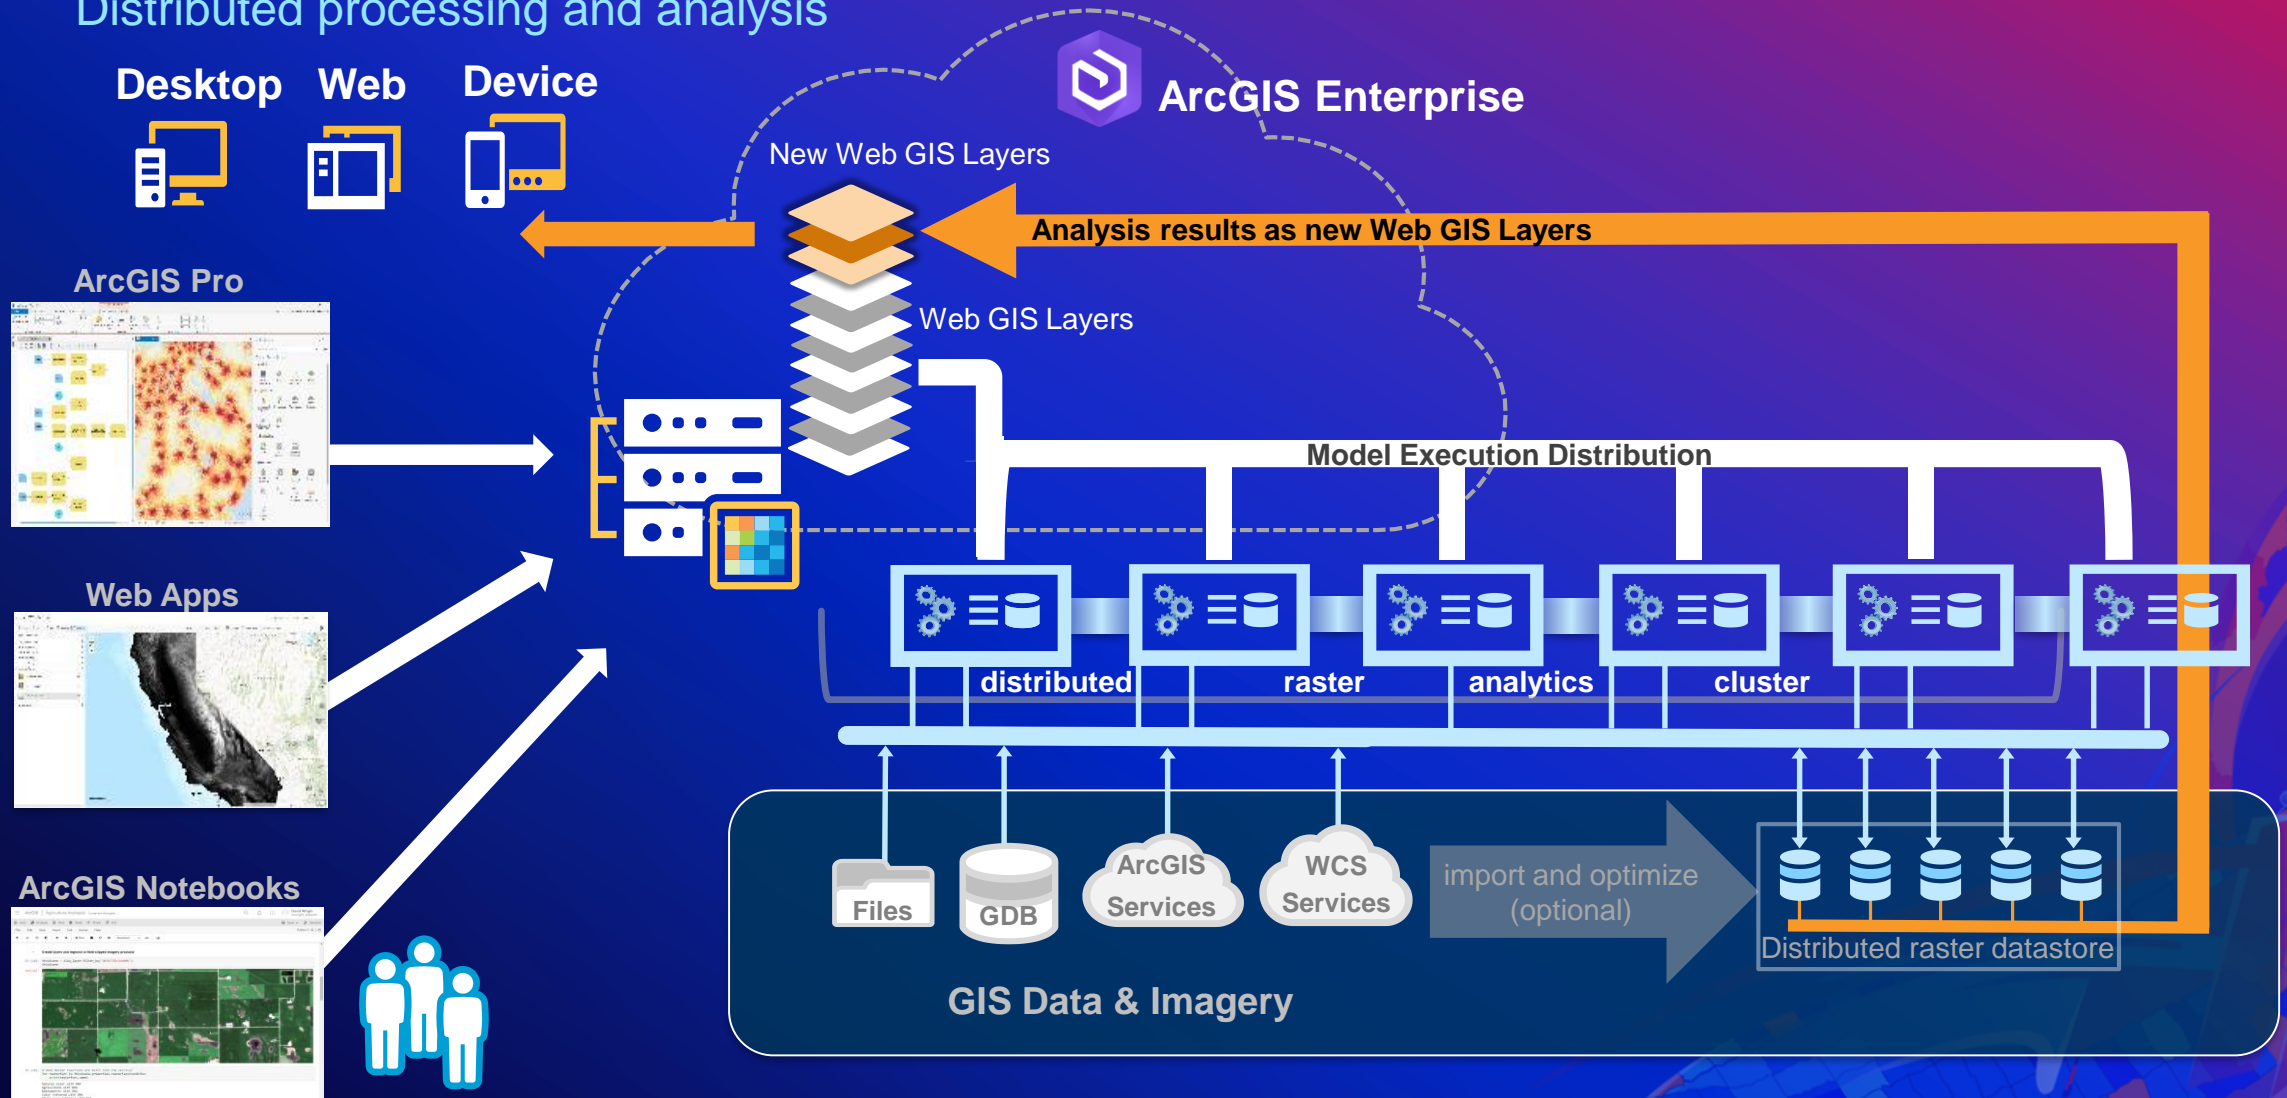 Distributed processing and analysis
Desktop
Web
Device
ArcGIS Enterprise
New Web GIS Layers
Analysis results as new Web GIS Layers
ArcGIS Pro
Web GIS Layers
Model Execution Distribution
Web Apps
distributed raster analytics cluster
ArcGIS Notebooks
Files
GDB
ArcGIS
Services
WCS
Services
import and optimize
(optional)
Distributed raster datastore
GIS Data & Imagery